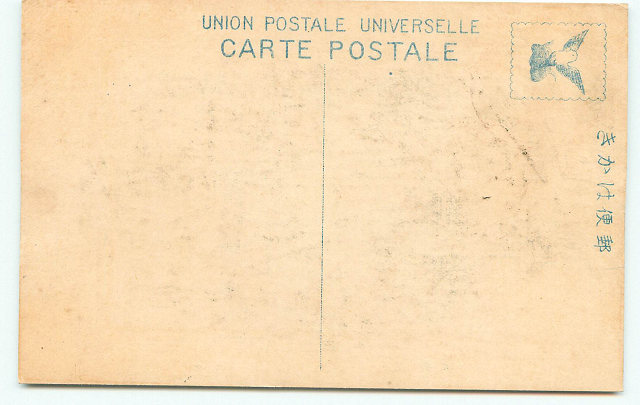 UNION POSTALE UNIVERSELLE
CARTE POSTALE
郵便はかき